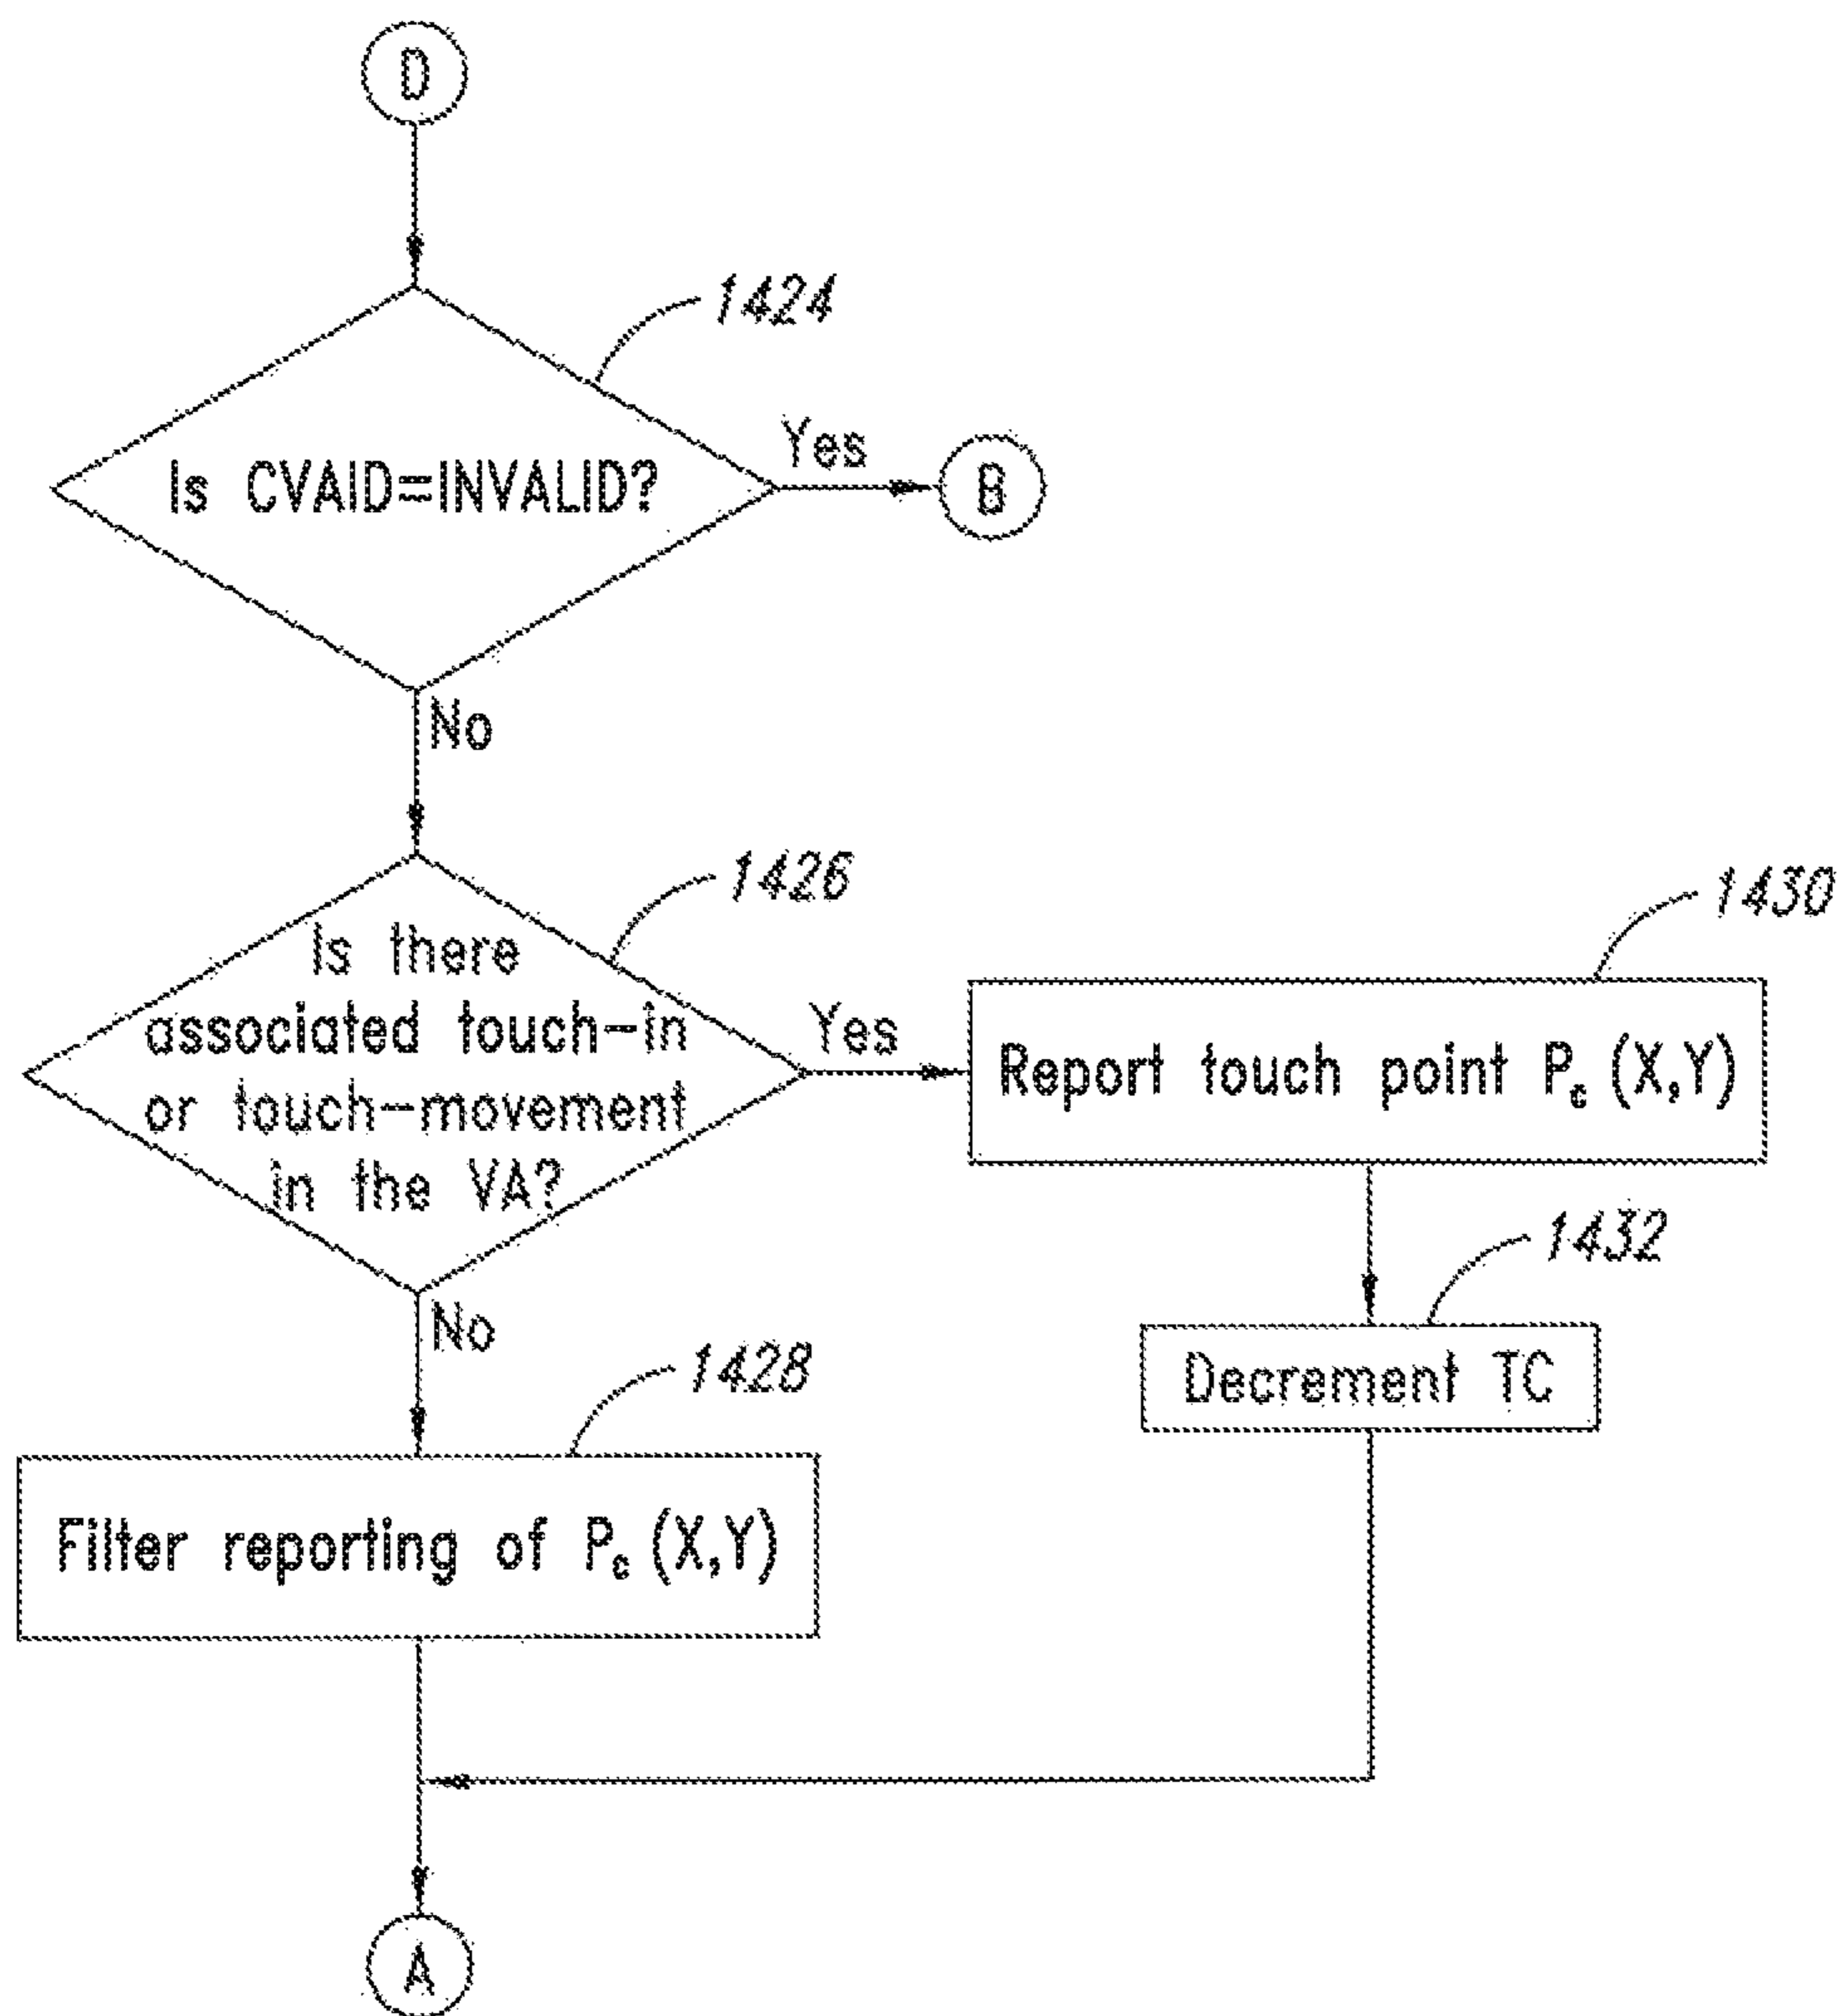 D
1424
Is CVAID=INVALID?
Yes
B
No
1426
Is there
associated touch-in
or touch-movement
in the VA?
Yes
1430
Report touch point Pc (X,Y)
1432
Decrement TC
No
1428
Filter reporting of Pc (X,Y)
A